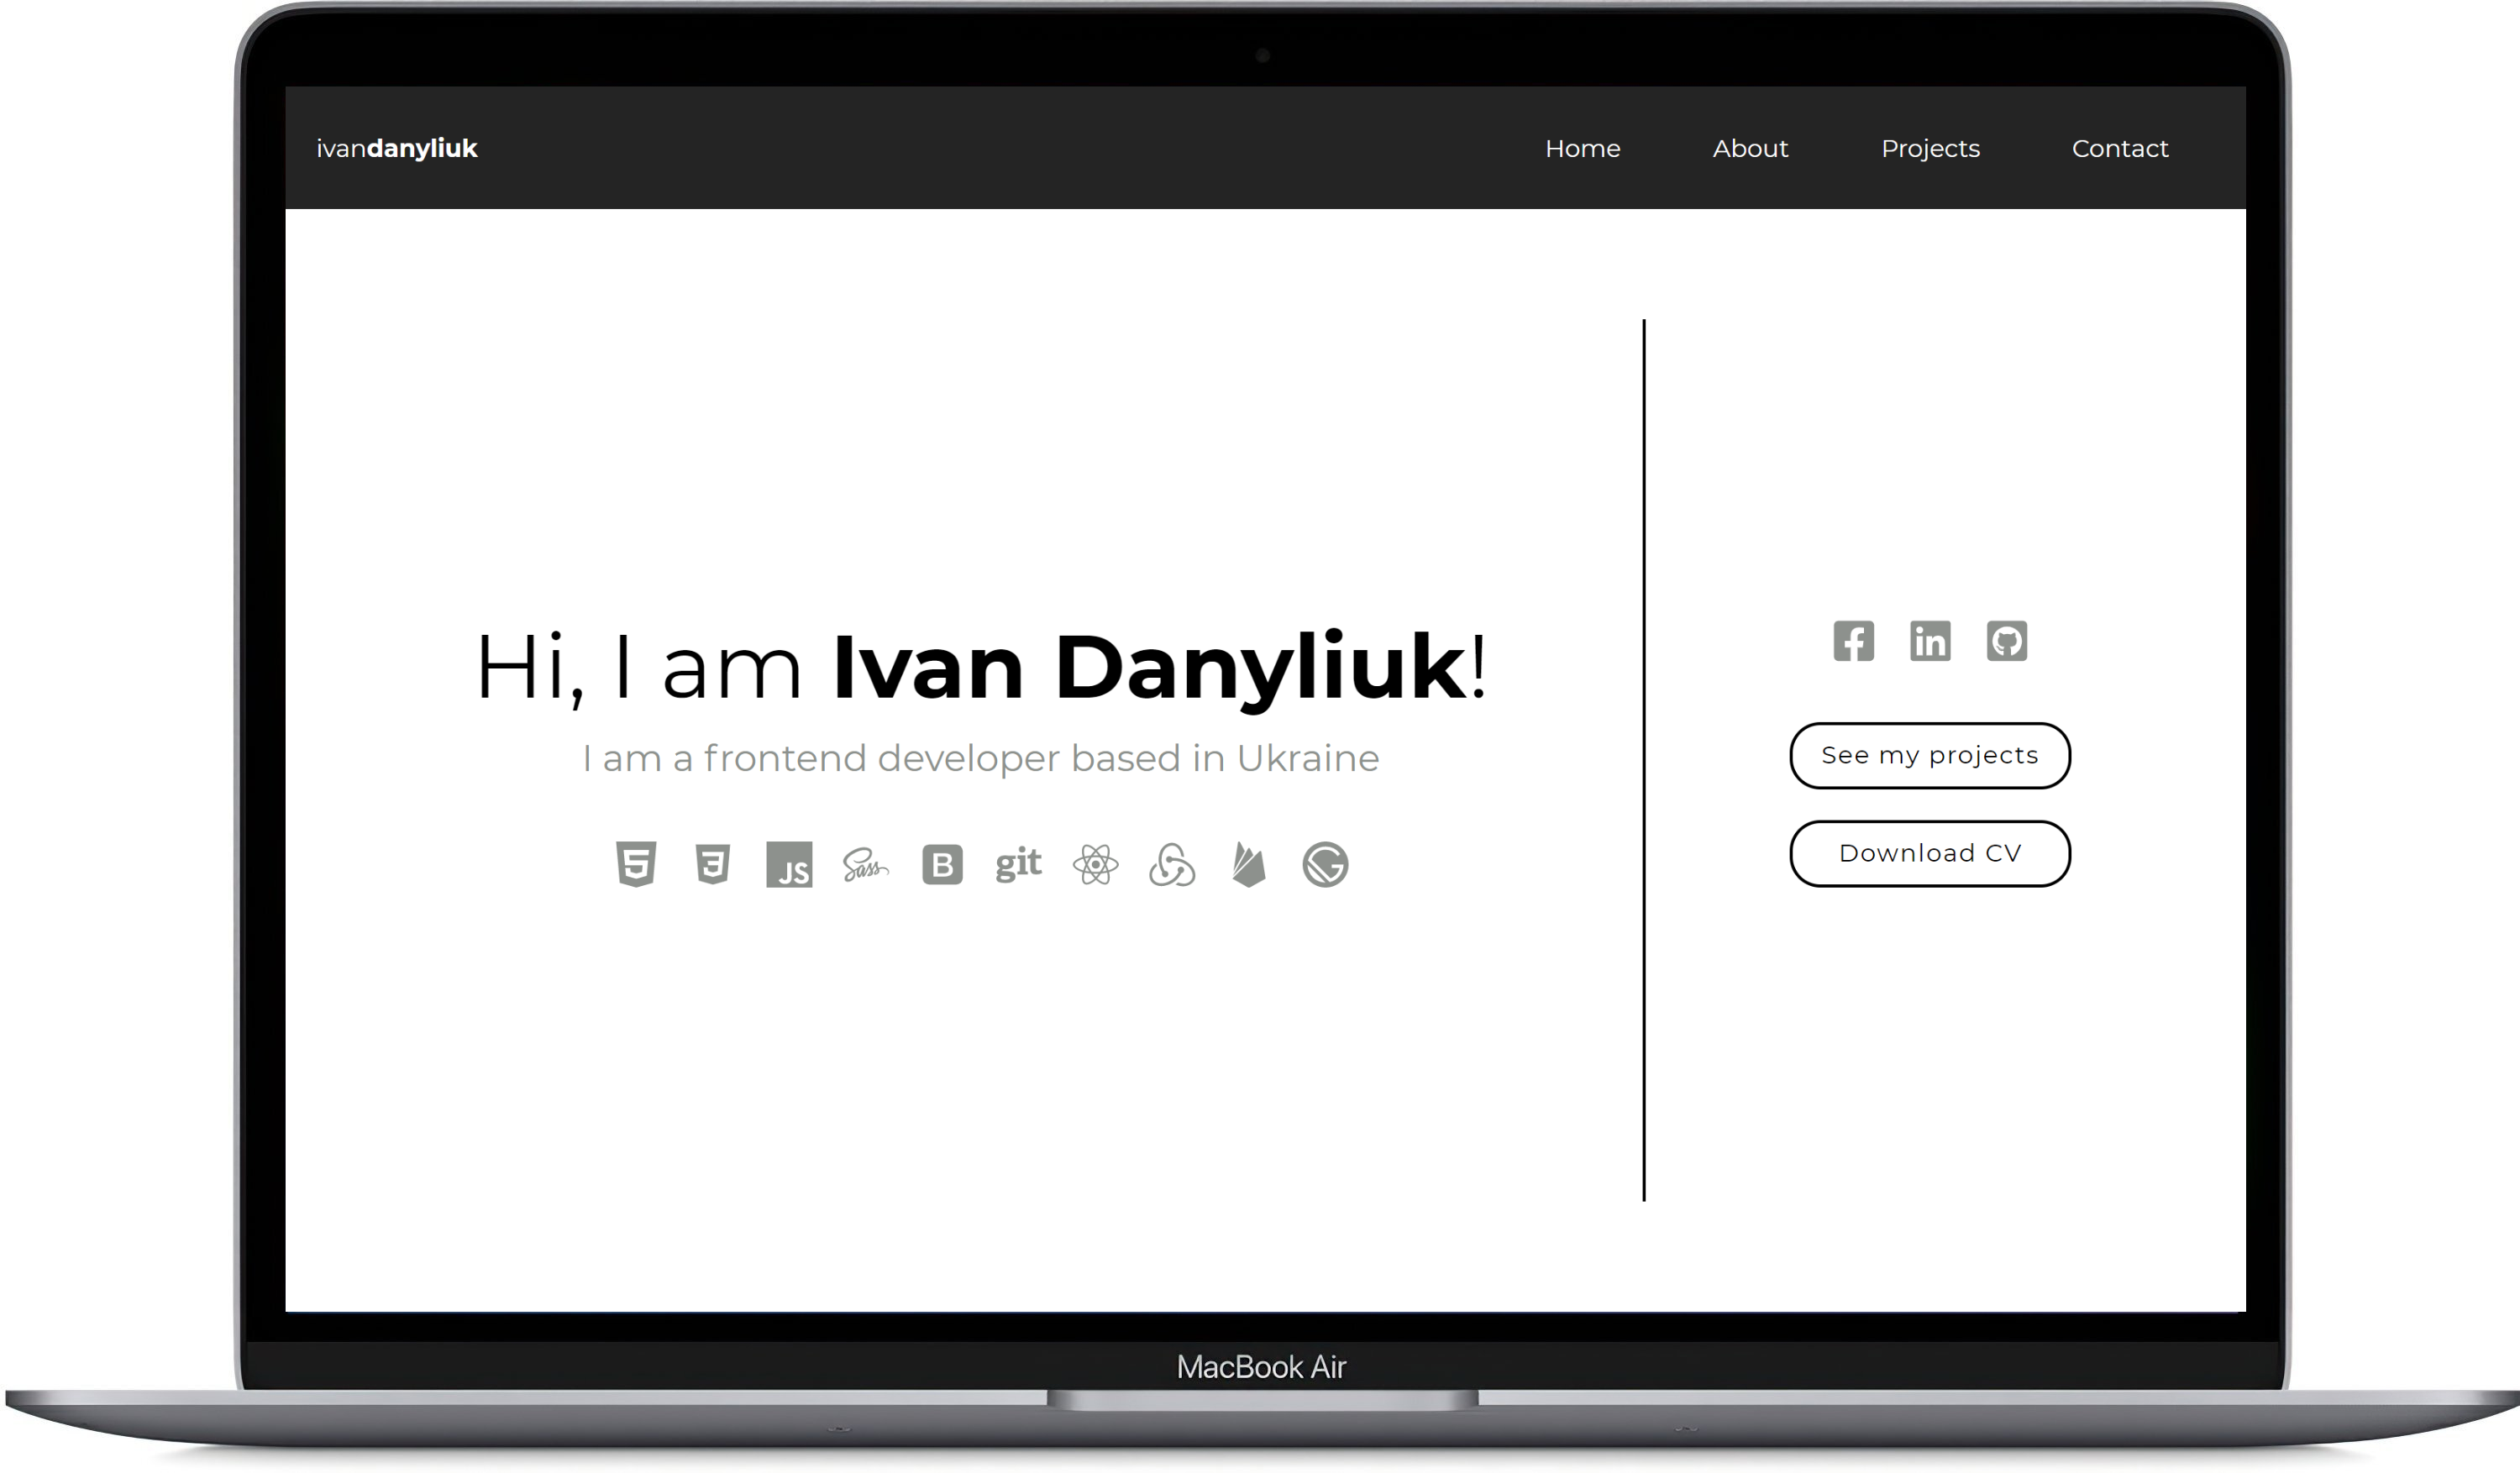 ivandanyliuk
Home About Projects Contact
Hi, I am Ivan Danyliuk!
I am a frontend developer based in Ukraine
5 3 JS Sass B git G
f in
See my projects
Download CV
MacBook Air